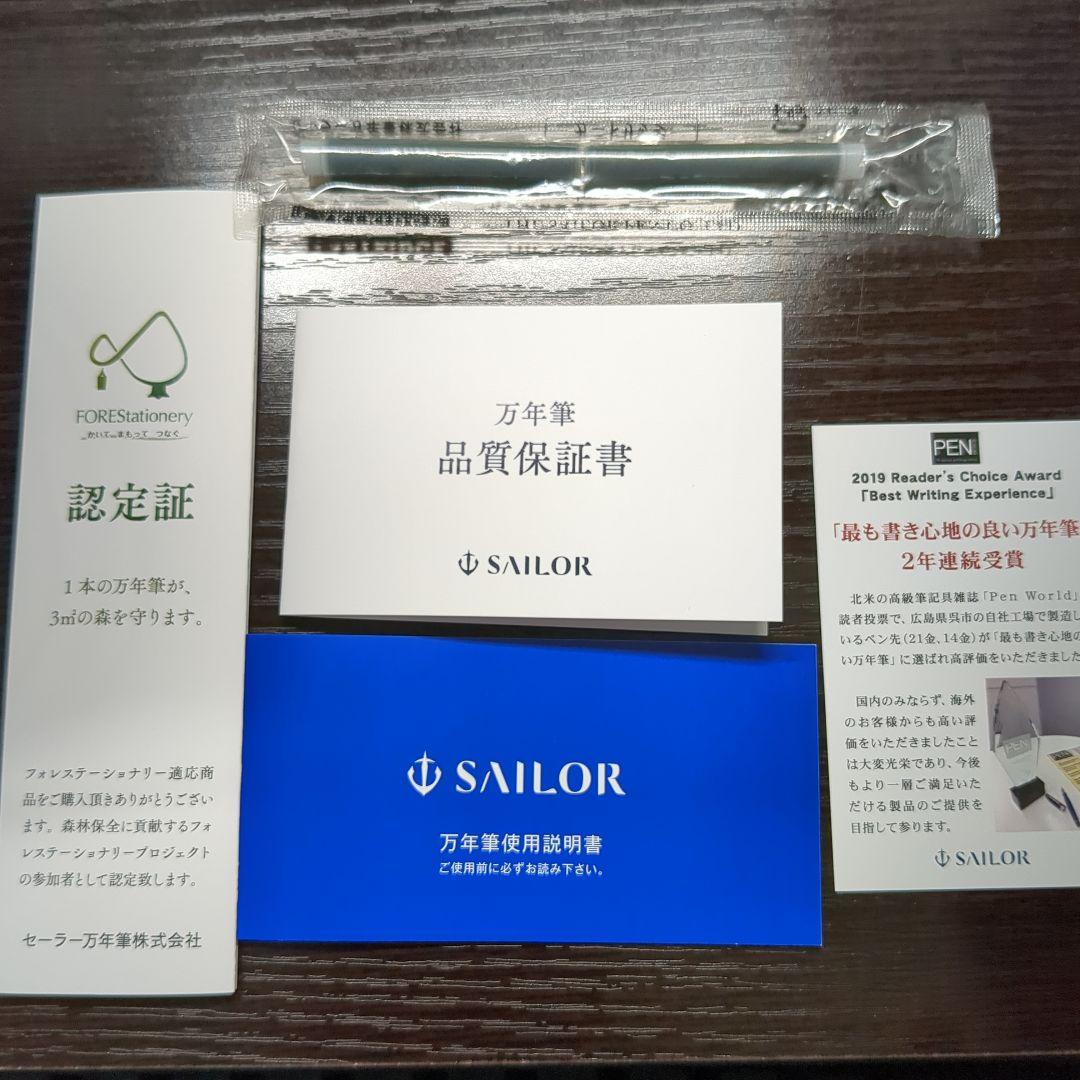 FOREStationery
かいて まもって つなぐ
認定証
1本の万年筆が、
3㎡の森を守ります。
フォレステーショナリー適応商
品をご購入頂きありがとうござい
ます。森林保全に貢献するフォ
レステーショナリープロジェクト
の参加者として認定致します。
セーラー万年筆株式会社
万年筆
品質保証書
SAILOR
SAILOR
万年筆使用説明書
ご使用前に必ずお読み下さい。
PEN
2019 Reader's Choice Award
「Best Writing Experience」
「最も書き心地の良い万年筆
2年連続受賞
北米の高級筆記具雑誌「Pen World」
読者投票で、広島県呉市の自社工場で製造し
いるペン先(21金、14金)が「最も書き心地の
い万年筆」に選ばれ高評価をいただきました
国内のみならず、海外
のお客様からも高い評
価をいただきましたこと
は大変光栄であり、今後
もより一層ご満足いた
だける製品のご提供を
目指して参ります。
PEN
SAILOR